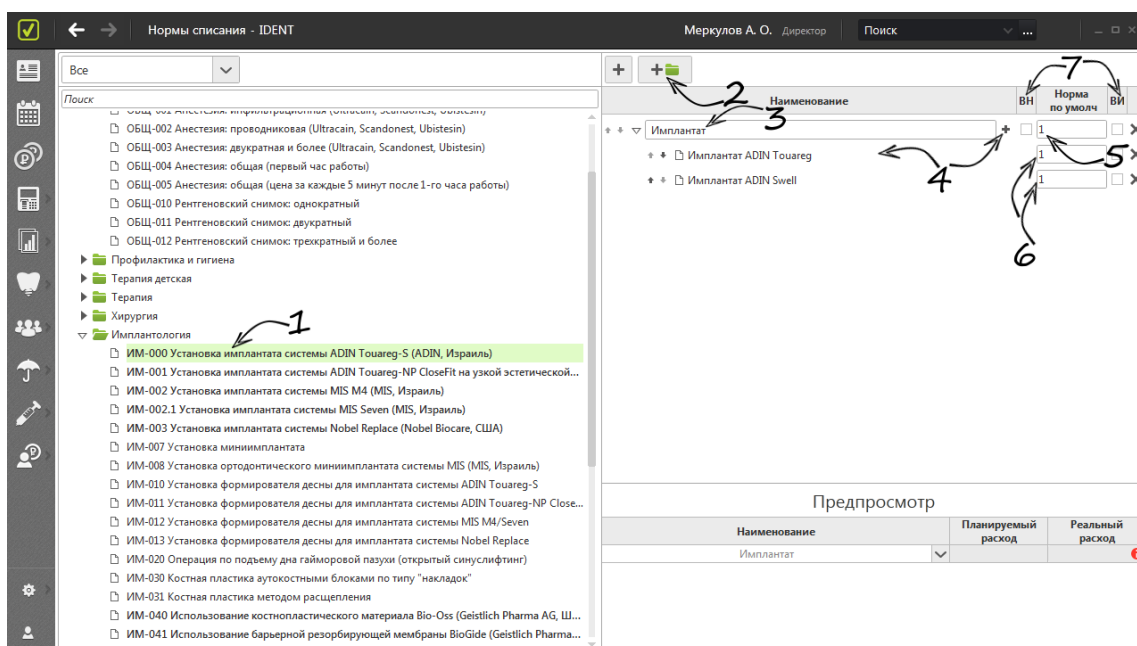 Нормы списания - IDENT
Меркулов А. О. Директор
Поиск
...
Все
Поиск
ОБЩ-001 Анестезия: инфильтрационная (Ultracain, Scandonest, Ubistesin)
ОБЩ-002 Анестезия: проводниковая (Ultracain, Scandonest, Ubistesin)
ОБЩ-003 Анестезия: двукратная и более (Ultracain, Scandonest, Ubistesin)
ОБЩ-004 Анестезия: общая (первый час работы)
ОБЩ-005 Анестезия: общая (цена за каждые 5 минут после 1-го часа работы)
ОБЩ-010 Рентгеновский снимок: однократный
ОБЩ-011 Рентгеновский снимок: двукратный
ОБЩ-012 Рентгеновский снимок: трехкратный и более
Профилактика и гигиена
Терапия детская
Терапия
Хирургия
1
Имплантология
ИМ-000 Установка имплантата системы ADIN Touareg-S (ADIN, Израиль)
ИМ-001 Установка имплантата системы ADIN Touareg-NP CloseFit на узкой эстетической...
ИМ-002 Установка имплантата системы MIS M4 (MIS, Израиль)
ИМ-002.1 Установка имплантата системы MIS Seven (MIS, Израиль)
ИМ-003 Установка имплантата системы Nobel Replace (Nobel Biocare, США)
ИМ-007 Установка миниимплантата
ИМ-008 Установка ортодонтического миниимплантата системы MIS (MIS, Израиль)
ИМ-010 Установка формирователя десны для имплантата системы ADIN Touareg-S
ИМ-011 Установка формирователя десны для имплантата системы ADIN Touareg-NP Close...
ИМ-012 Установка формирователя десны для имплантата системы MIS M4/Seven
ИМ-013 Установка формирователя десны для имплантата системы Nobel Replace
ИМ-020 Операция по подъему дна гайморовой пазухи (открытый синуслифтинг)
ИМ-030 Костная пластика аутокостными блоками по типу "накладок"
ИМ-031 Костная пластика методом расщепления
ИМ-040 Использование костнопластического материала Bio-Oss (Geistlich Pharma AG, Ш...
ИМ-041 Использование барьерной резорбирующей мембраны BioGide (Geistlich Pharma...
2
7
Наименование
ВН
Норма
по умолч
ВИ
3
Имплантат
1
Имплантат ADIN Touareg
4
1
5
Имплантат ADIN Swell
1
6
Предпросмотр
Наименование
Планируемый
расход
Реальный
расход
Имплантат